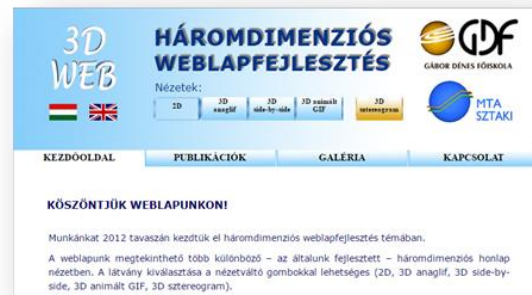 3D
WEB
HÁROMDIMENZIÓS
WEBLAPFEJLESZTÉS
Nézetek:
2D
3D
anaglif
3D
side-by-side
3D animált
GIF
3D
sztereogram
GDF
GÁBOR DÉNES FŐISKOLA
MTA
SZTAKI
KEZDŐOLDAL PUBLIKÁCIÓK GALÉRIA KAPCSOLAT
KÖSZÖNTJÜK WEBLAPUNKON!
Munkánkat 2012 tavaszán kezdtük el háromdimenziós weblapfejlesztés témában.
A weblapunk megtekinthető több különböző – az általunk fejlesztett – háromdimenziós honlap
nézetben. A látvány kiválasztása a nézetváltó gombokkal lehetséges (2D, 3D anaglif, 3D side-by-
side, 3D animált GIF, 3D sztereogram).